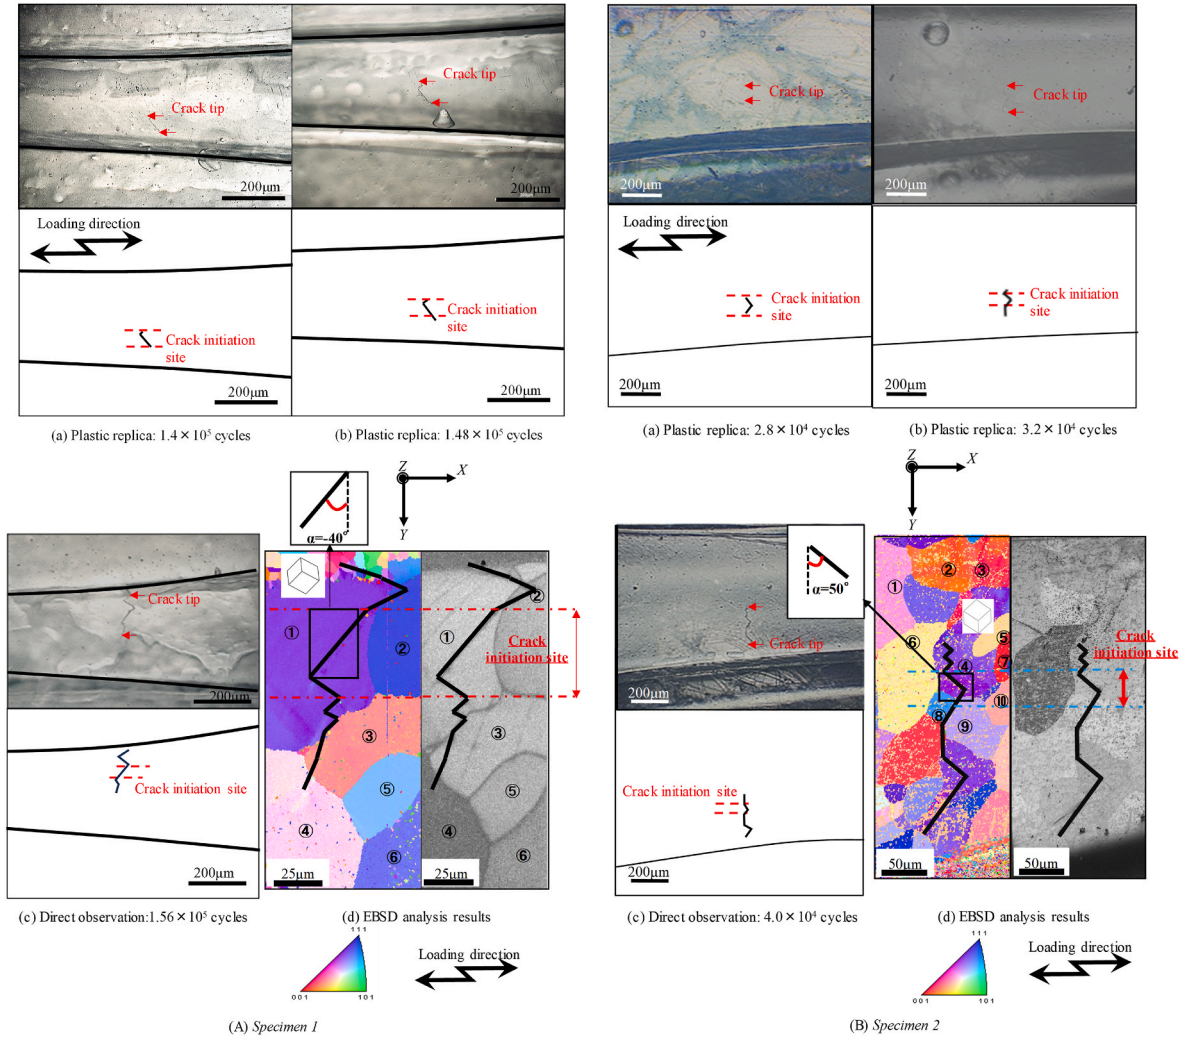 Crack tip
200μm
Crack tip
200μm
Loading direction
Crack initiation
site
200μm
Crack initiation
site
200μm
(a) Plastic replica: 1.4×10⁵ cycles
(b) Plastic replica: 1.48×10⁵ cycles
Crack tip
200μm
Crack tip
200μm
Loading direction
Crack initiation
site
200μm
Crack initiation
site
200μm
(a) Plastic replica: 2.8×10⁴ cycles
(b) Plastic replica: 3.2×10⁴ cycles
Crack tip
200μm
Crack initiation site
200μm
(c) Direct observation:1.56×10⁵ cycles
Z
X
Y
α=-40°
①
②
③
④
⑤
⑥
25μm
①
②
③
④
⑤
⑥
25μm
Crack
initiation site
(d) EBSD analysis results
111
001
101
Loading direction
(A) Specimen 1
200μm
α=50°
Crack initiation site
200μm
(c) Direct observation: 4.0×10⁴ cycles
Z
X
Y
①
②
③
④
⑤
⑥
⑦
⑧
⑨
⑩
50μm
50μm
Crack
initiation site
(d) EBSD analysis results
111
001
101
Loading direction
(B) Specimen 2